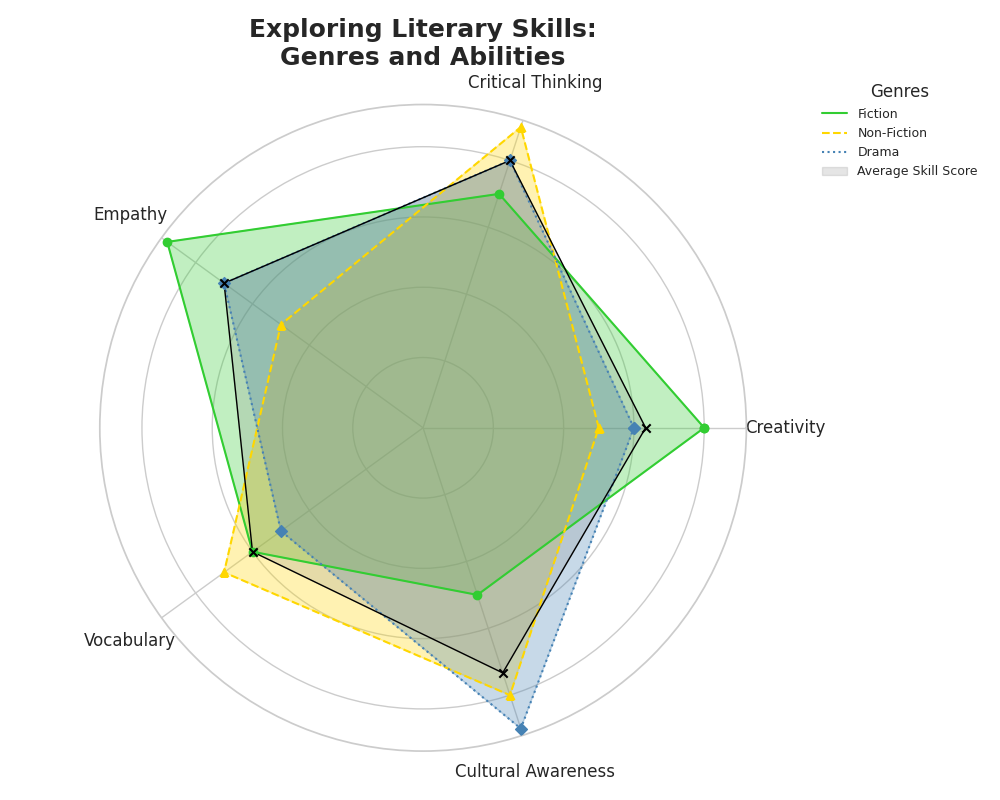 Exploring Literary Skills:
Genres and Abilities
Critical Thinking
Genres
Fiction
Non-Fiction
Drama
Average Skill Score
Empathy
Creativity
Vocabulary
Cultural Awareness